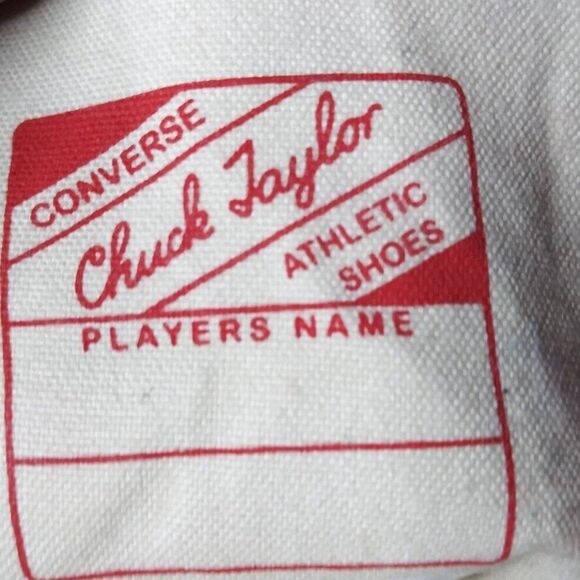 CONVERSE
Chuck Taylor
ATHLETIC
SHOES
PLAYERS NAME